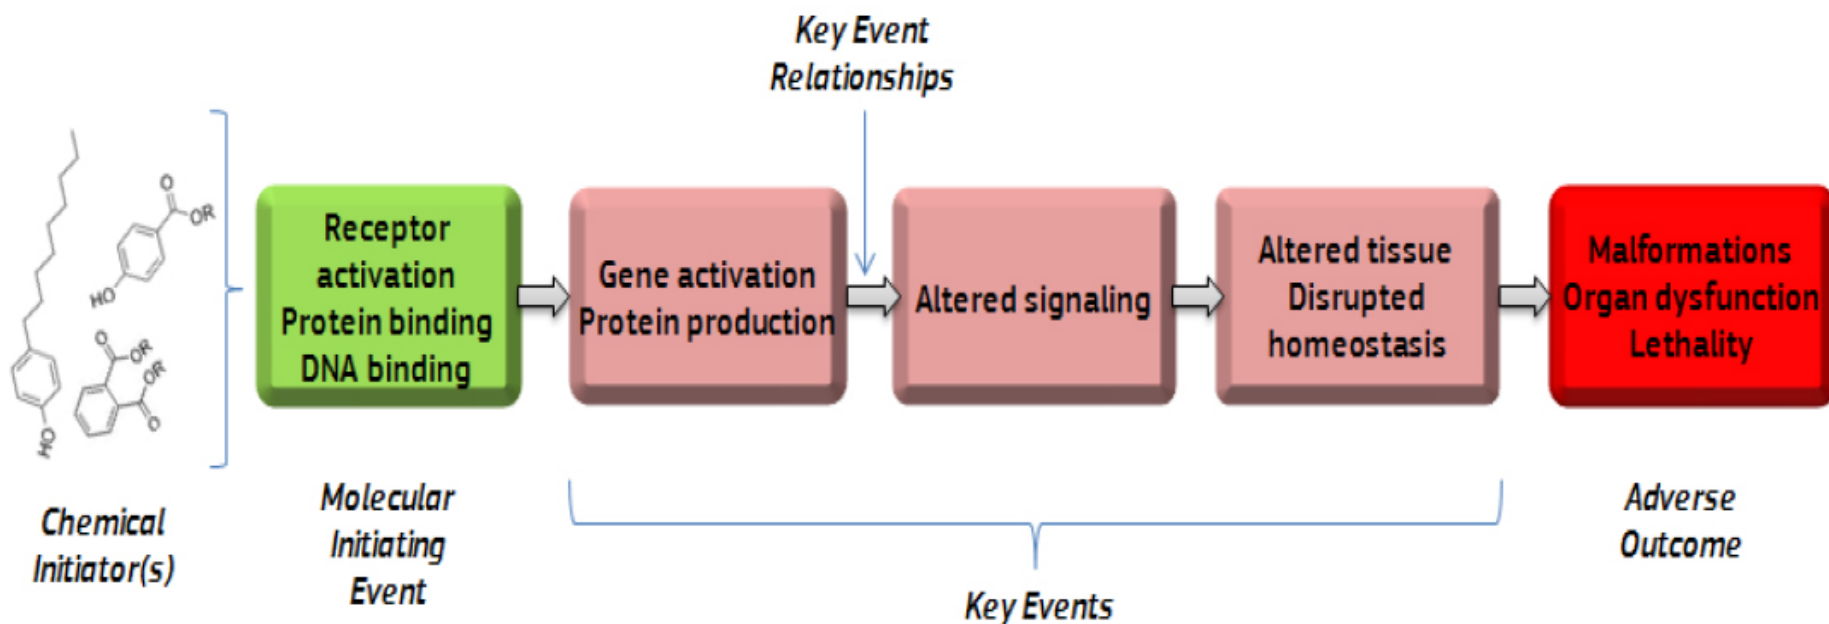 Key Event
Relationships
O
OR
HO
O
OR
OR
O
HO
Receptor
activation
Protein binding
DNA binding
Gene activation
Protein production
Altered signaling
Altered tissue
Disrupted
homeostasis
Malformations
Organ dysfunction
Lethality
Chemical
Initiator(s)
Molecular
Initiating
Event
Key Events
Adverse
Outcome